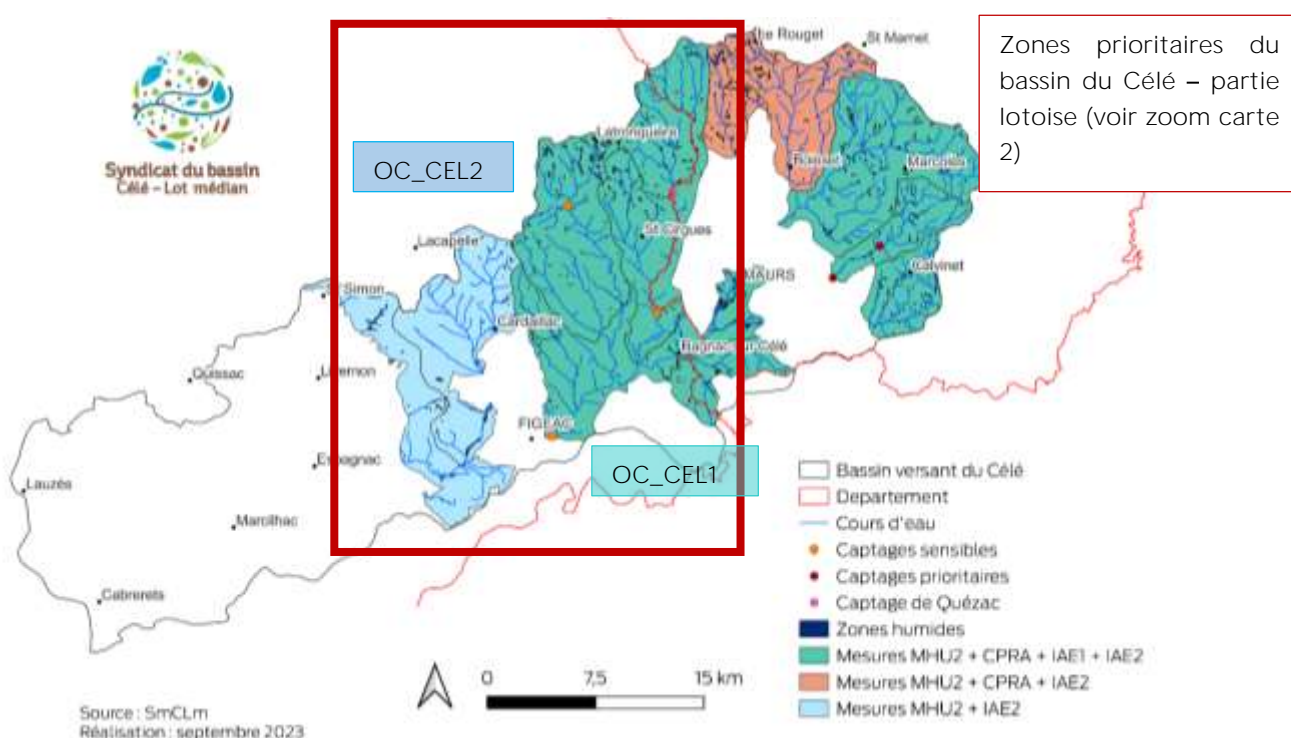 Zones prioritaires du
bassin du Célé – partie
lotoise (voir zoom carte
2)
Syndicat du bassin
Célé – Lot médian
OC_CEL2
OC_CEL1
Le Rouget
St Mamet
Latronquière
Marcolès
Lacapelle
St Cirgues
Calvinet
St Simon
MAURS
Cardaillac
Bagnac sur Célé
Quissac
FIGEAC
Espagnac
Lauzès
Marcilhac
Cabrerets
Bassin versant du Célé
Departement
Cours d'eau
Captages sensibles
Captages prioritaires
Captage de Quézac
Zones humides
Mesures MHU2 + CPRA + IAE1 + IAE2
Mesures MHU2 + CPRA + IAE2
Mesures MHU2 + IAE2
0 7,5 15 km
Source : SmCLm
Réalisation : septembre 2023